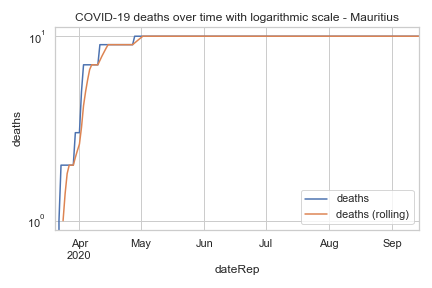 COVID-19 deaths over time with logarithmic scale - Mauritius
10¹
deaths
10⁰
deaths
deaths (rolling)
Apr
2020
May
Jun
Jul
Aug
Sep
dateRep